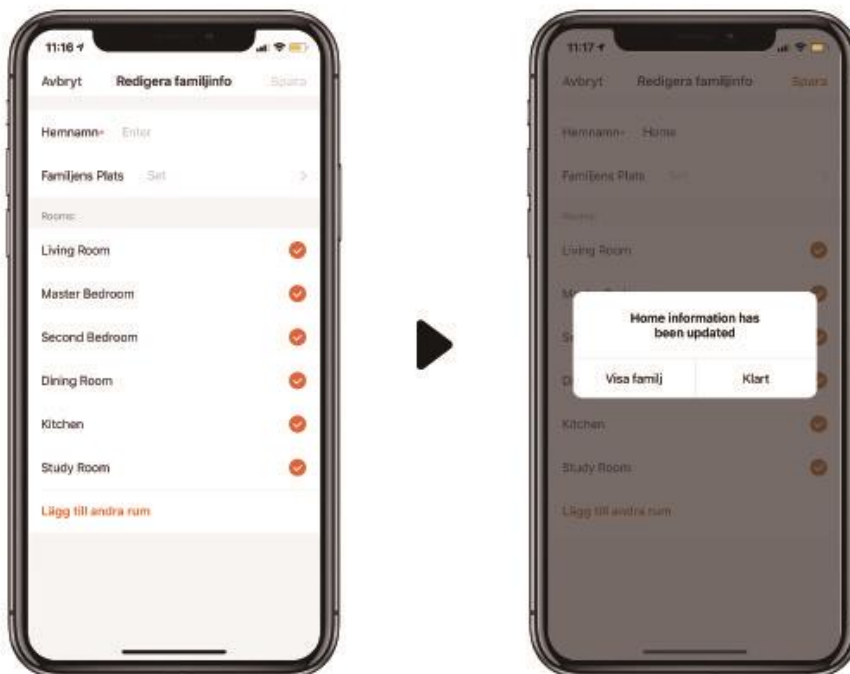 11:16
Avbryt Redigera familjinfo Spara
Hemnamn* Enter
Familjens Plats Set
Rooms:
Living Room
Master Bedroom
Second Bedroom
Dining Room
Kitchen
Study Room
Lägg till andra rum
11:17
Avbryt Redigera familjinfo Spara
Hemnamn* Home
Familjens Plats Set
Rooms:
Living Room
Home information has
been updated
Visa familj Klart
Kitchen
Study Room
Lägg till andra rum